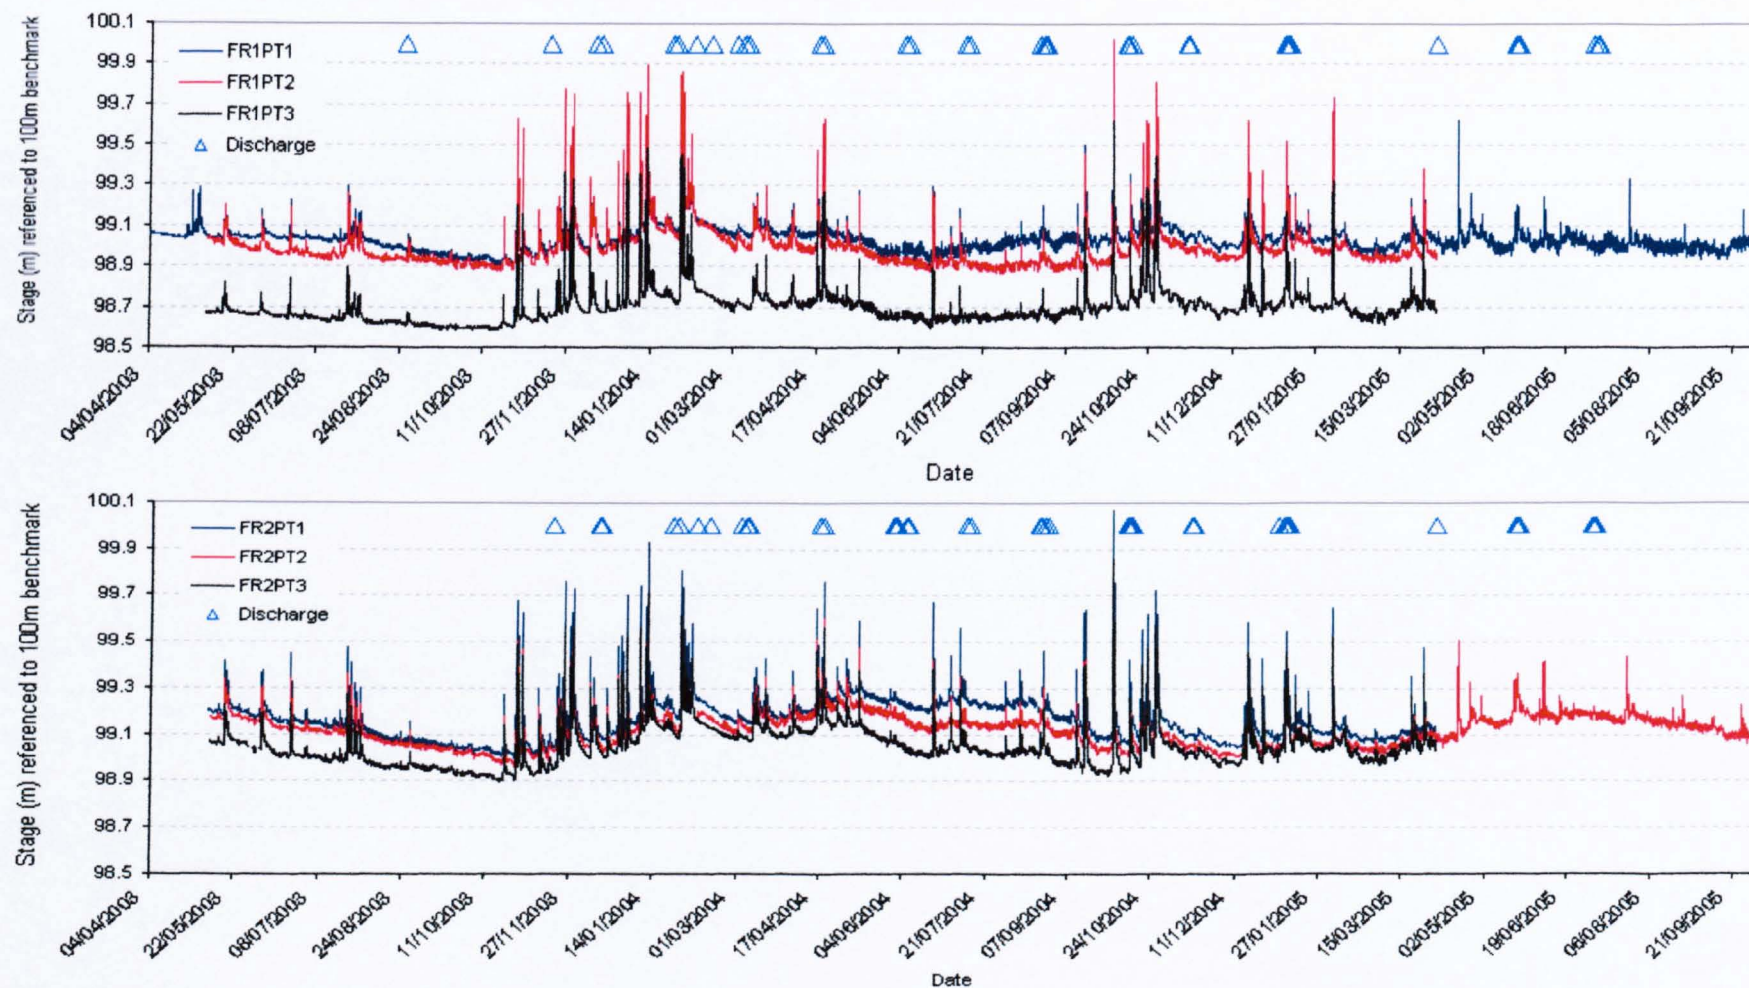 Stage (m) referenced to 100m benchmark
100.1
99.9
99.7
99.5
99.3
99.1
98.9
98.7
98.5
FR1PT1
FR1PT2
FR1PT3
Discharge
04/04/2003 22/05/2003 08/07/2003 24/08/2003 11/10/2003 27/11/2003 14/01/2004 01/03/2004 17/04/2004 04/06/2004 21/07/2004 07/09/2004 24/10/2004 11/12/2004 27/01/2005 15/03/2005 02/05/2005 18/06/2005 05/08/2005 21/09/2005
Date
Stage (m) referenced to 100m benchmark
100.1
99.9
99.7
99.5
99.3
99.1
98.9
98.7
98.5
FR2PT1
FR2PT2
FR2PT3
Discharge
04/04/2003 22/05/2003 08/07/2003 24/08/2003 11/10/2003 27/11/2003 14/01/2004 01/03/2004 17/04/2004 04/06/2004 21/07/2004 07/09/2004 24/10/2004 11/12/2004 27/01/2005 15/03/2005 02/05/2005 18/06/2005 05/08/2005 21/09/2005
Date